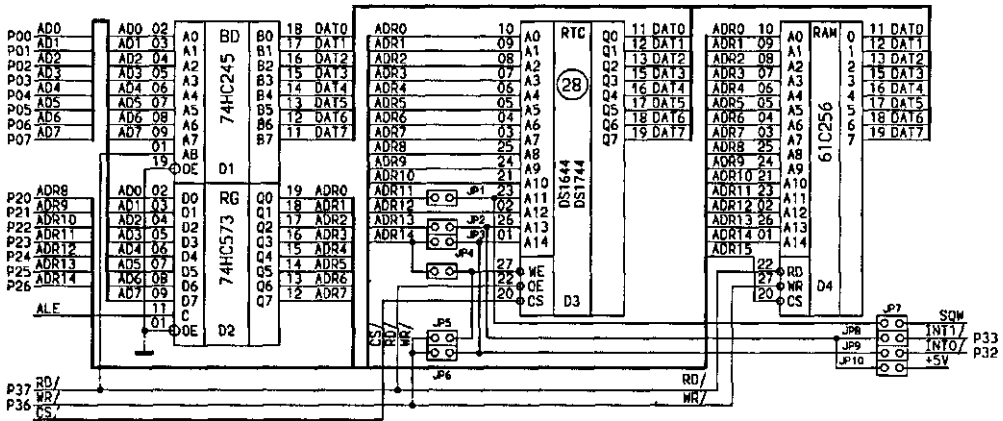 P00 AD0 AD0 02 A0 BD B0 18 DAT0 ADR0 10 A0 RTC Q0 11 DAT0 ADR0 10 A0 RAM 0 11 DAT0
P01 AD1 AD1 03 A1 B1 17 DAT1 ADR1 09 A1 Q1 12 DAT1 ADR1 09 A1 1 12 DAT1
P02 AD2 AD2 04 A2 B2 16 DAT2 ADR2 08 A2 Q2 13 DAT2 ADR2 08 A2 2 13 DAT2
P03 AD3 AD3 05 A3 B3 15 DAT3 ADR3 07 A3 Q3 15 DAT3 ADR3 07 A3 3 15 DAT3
P04 AD4 AD4 06 A4 B4 14 DAT4 ADR4 06 A4 28 Q4 16 DAT4 ADR4 06 A4 4 16 DAT4
P05 AD5 AD5 07 A5 B5 13 DAT5 ADR5 05 A5 Q5 17 DAT5 ADR5 05 A5 5 17 DAT5
P06 AD6 AD6 08 A6 B6 12 DAT6 ADR6 04 A6 Q6 18 DAT6 ADR6 04 A6 6 18 DAT6
P07 AD7 AD7 09 A7 B7 11 DAT7 ADR7 03 A7 Q7 19 DAT7 ADR7 03 A7 7 19 DAT7
74HC245
61C256
01 AB ADR8 25 A8 ADR8 25 A8
19 OE D1 ADR9 24 A9 ADR9 24 A9
ADR10 21 A10 ADR10 21 A10
P20 ADR8 AD0 02 D0 RG Q0 19 ADR0 ADR11 JP1 23 A11 ADR11 23 A11
P21 ADR9 AD1 03 D1 Q1 18 ADR1 ADR12 02 A12 ADR12 02 A12
P22 ADR10 AD2 04 D2 Q2 17 ADR2 ADR13 JP2 26 A13 ADR13 26 A13
P23 ADR11 AD3 05 D3 Q3 16 ADR3 ADR14 JP3 01 A14 ADR14 01 A14
P24 ADR12 AD4 06 D4 Q4 15 ADR4 JP4 ADR15
P25 ADR13 AD5 07 D5 Q5 14 ADR5 27 WE 22 RD
P26 ADR14 AD6 08 D6 Q6 13 ADR6 22 OE 27 WR
AD7 09 D7 Q7 12 ADR7 20 CS D3 20 CS D4
74HC573
DS1644
DS1744
ALE 11 C
01 OE D2
CS/ RD/ WR/
JP5
JP6
JP7 SQW
JP8 INT1/ P33
JP9 INT0/ P32
JP10 +5V
P37 RD/ RD/
P36 WR/ WR/
CS/